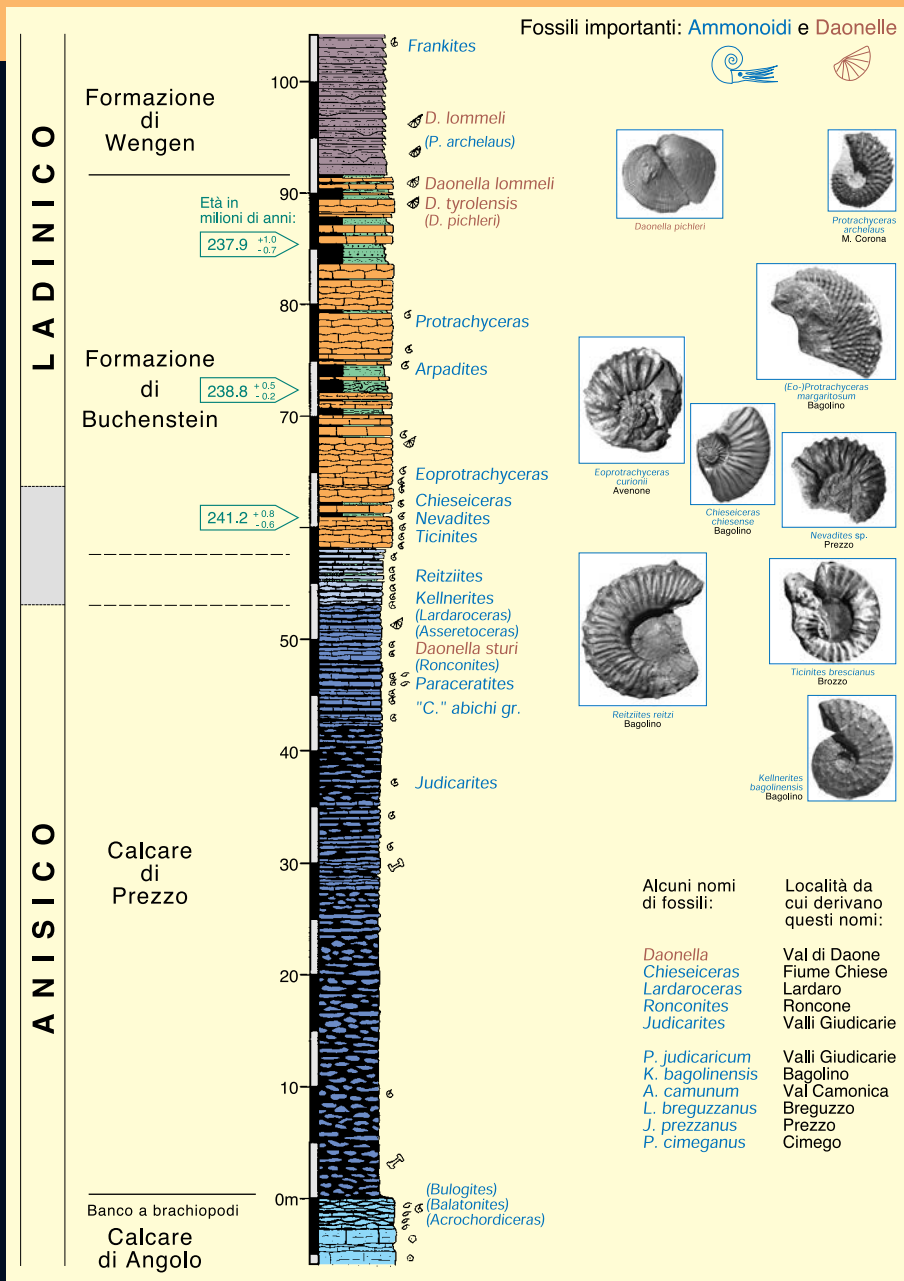 Fossili importanti: Ammonoidi e Daonelle
LADINICO
ANISICO
Formazione
di
Wengen
Età in
milioni di anni:
237.9 +1.0 -0.7
Formazione
di
Buchenstein
238.8 +0.5 -0.2
241.2 +0.8 -0.6
Calcare
di
Prezzo
Banco a brachiopodi
Calcare
di Angolo
100
90
80
70
60
50
40
30
20
10
0m
Frankites
D. lommeli
(P. archelaus)
Daonella lommeli
D. tyrolensis
(D. pichleri)
Protrachyceras
Arpadites
Eoprotrachyceras
Chieseiceras
Nevadites
Ticinites
Reitziites
Kellnerites
(Lardaroceras)
(Asseretoceras)
Daonella sturi
(Ronconites)
Paraceratites
"C." abichi gr.
Judicarites
(Bulogites)
(Balatonites)
(Acrochordiceras)
Daonella pichleri
Protrachyceras
archelaus
M. Corona
(Eo-)Protrachyceras
margaritosum
Bagolino
Eoprotrachyceras
curionii
Avenone
Chieseiceras
chiesense
Bagolino
Nevadites sp.
Prezzo
Reitziites reitzi
Bagolino
Ticinites brescianus
Brozzo
Kellnerites
bagolinensis
Bagolino
Alcuni nomi
di fossili:
Località da
cui derivano
questi nomi:
Daonella Val di Daone
Chieseiceras Fiume Chiese
Lardaroceras Lardaro
Ronconites Roncone
Judicarites Valli Giudicarie
P. judicaricum Valli Giudicarie
K. bagolinensis Bagolino
A. camunum Val Camonica
L. breguzzanus Breguzzo
J. prezzanus Prezzo
P. cimeganus Cimego